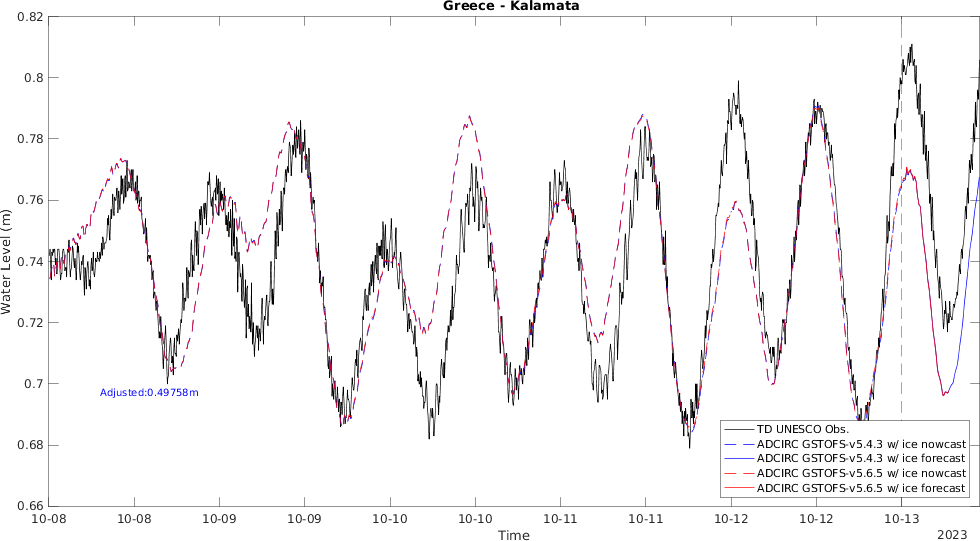 Greece - Kalamata
0.82
0.8
0.78
0.76
0.74
0.72
0.7
0.68
0.66
Water Level (m)
Adjusted:0.49758m
TD UNESCO Obs.
ADCIRC GSTOFS-v5.4.3 w/ ice nowcast
ADCIRC GSTOFS-v5.4.3 w/ ice forecast
ADCIRC GSTOFS-v5.6.5 w/ ice nowcast
ADCIRC GSTOFS-v5.6.5 w/ ice forecast
10-08 10-08 10-09 10-09 10-10 10-10 10-11 10-11 10-12 10-12 10-13
Time
2023